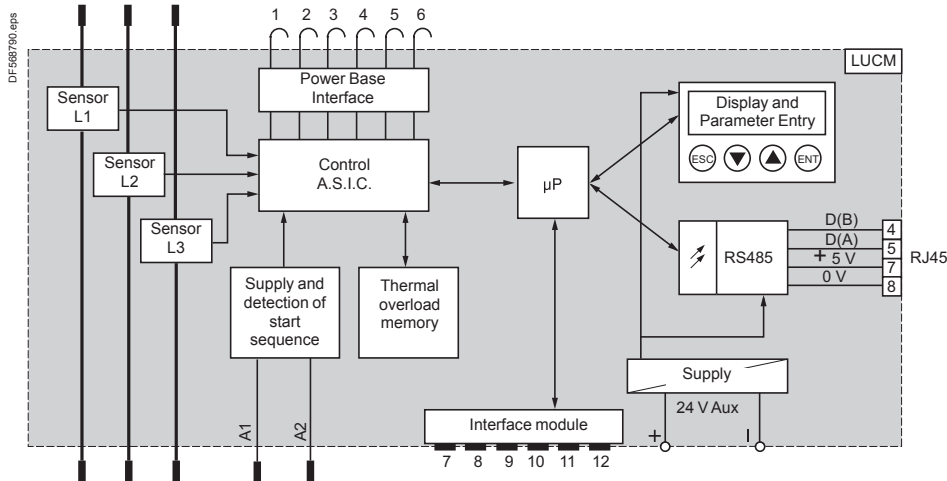 DF568790.eps
1 2 3 4 5 6
LUCM
Power Base
Interface
Sensor
L1
Display and
Parameter Entry
ESC ENT
Control
A.S.I.C.
Sensor
L2
µP
Sensor
L3
RS485
D(B) 4
D(A) 5
+ 5 V 7
0 V 8
RJ45
Supply and
detection of
start
sequence
Thermal
overload
memory
Supply
24 V Aux
+ −
A1
A2
Interface module
7 8 9 10 11 12